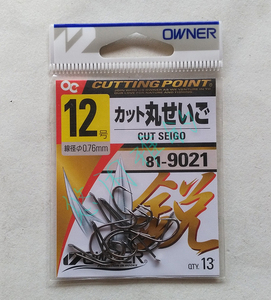 OWNER
CUTTING POINT
12号
カット丸せいご
線径φ0.76mm
CUT SEIGO
81-9021
鋭
QTY. 13